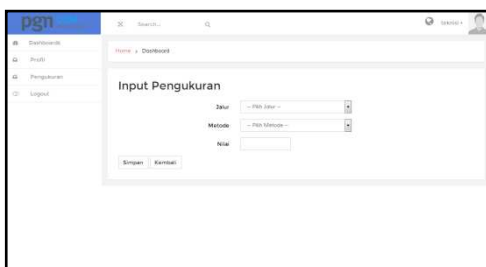 pgn
Search...
Dashboards
Profil
Pengukuran
Logout
Home > Dashboard
Input Pengukuran
Jalur -- Pilih Jalur --
Metode -- Pilih Metode --
Nilai
Simpan Kembali